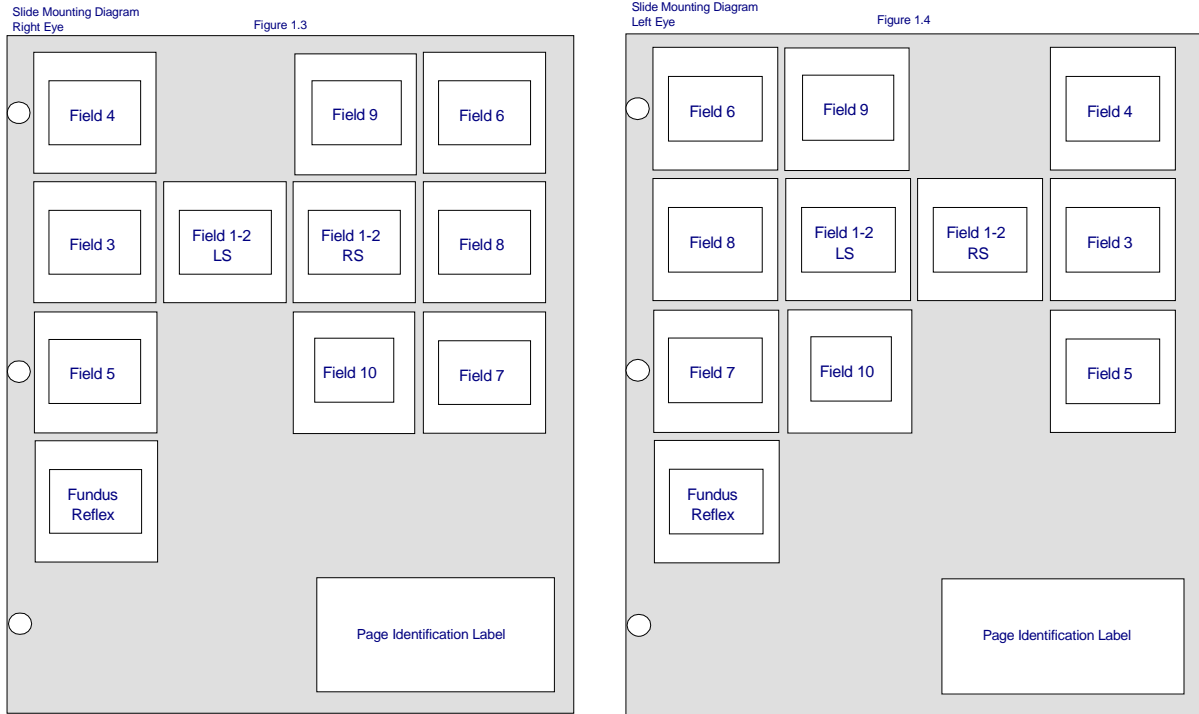 Slide Mounting Diagram
Right Eye
Figure 1.3
Field 4
Field 9
Field 6
Field 3
Field 1-2
LS
Field 1-2
RS
Field 8
Field 5
Field 10
Field 7
Fundus
Reflex
Page Identification Label
Slide Mounting Diagram
Left Eye
Figure 1.4
Field 6
Field 9
Field 4
Field 8
Field 1-2
LS
Field 1-2
RS
Field 3
Field 7
Field 10
Field 5
Fundus
Reflex
Page Identification Label